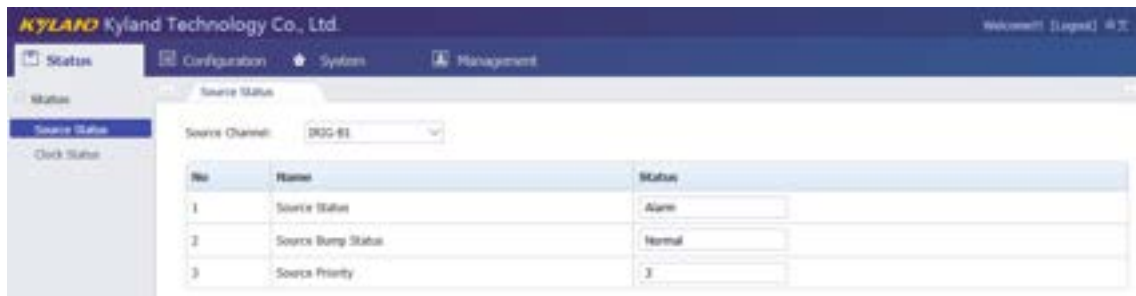 KYLAND Kyland Technology Co., Ltd.
Welcome!!! [Logout] 中文
Status Configuration System Management
Status
Source Status
Clock Status
Source Status
Source Channel: IRIG-B1
No Name Status
1 Source Status Alarm
2 Source Bump Status Normal
3 Source Priority 3